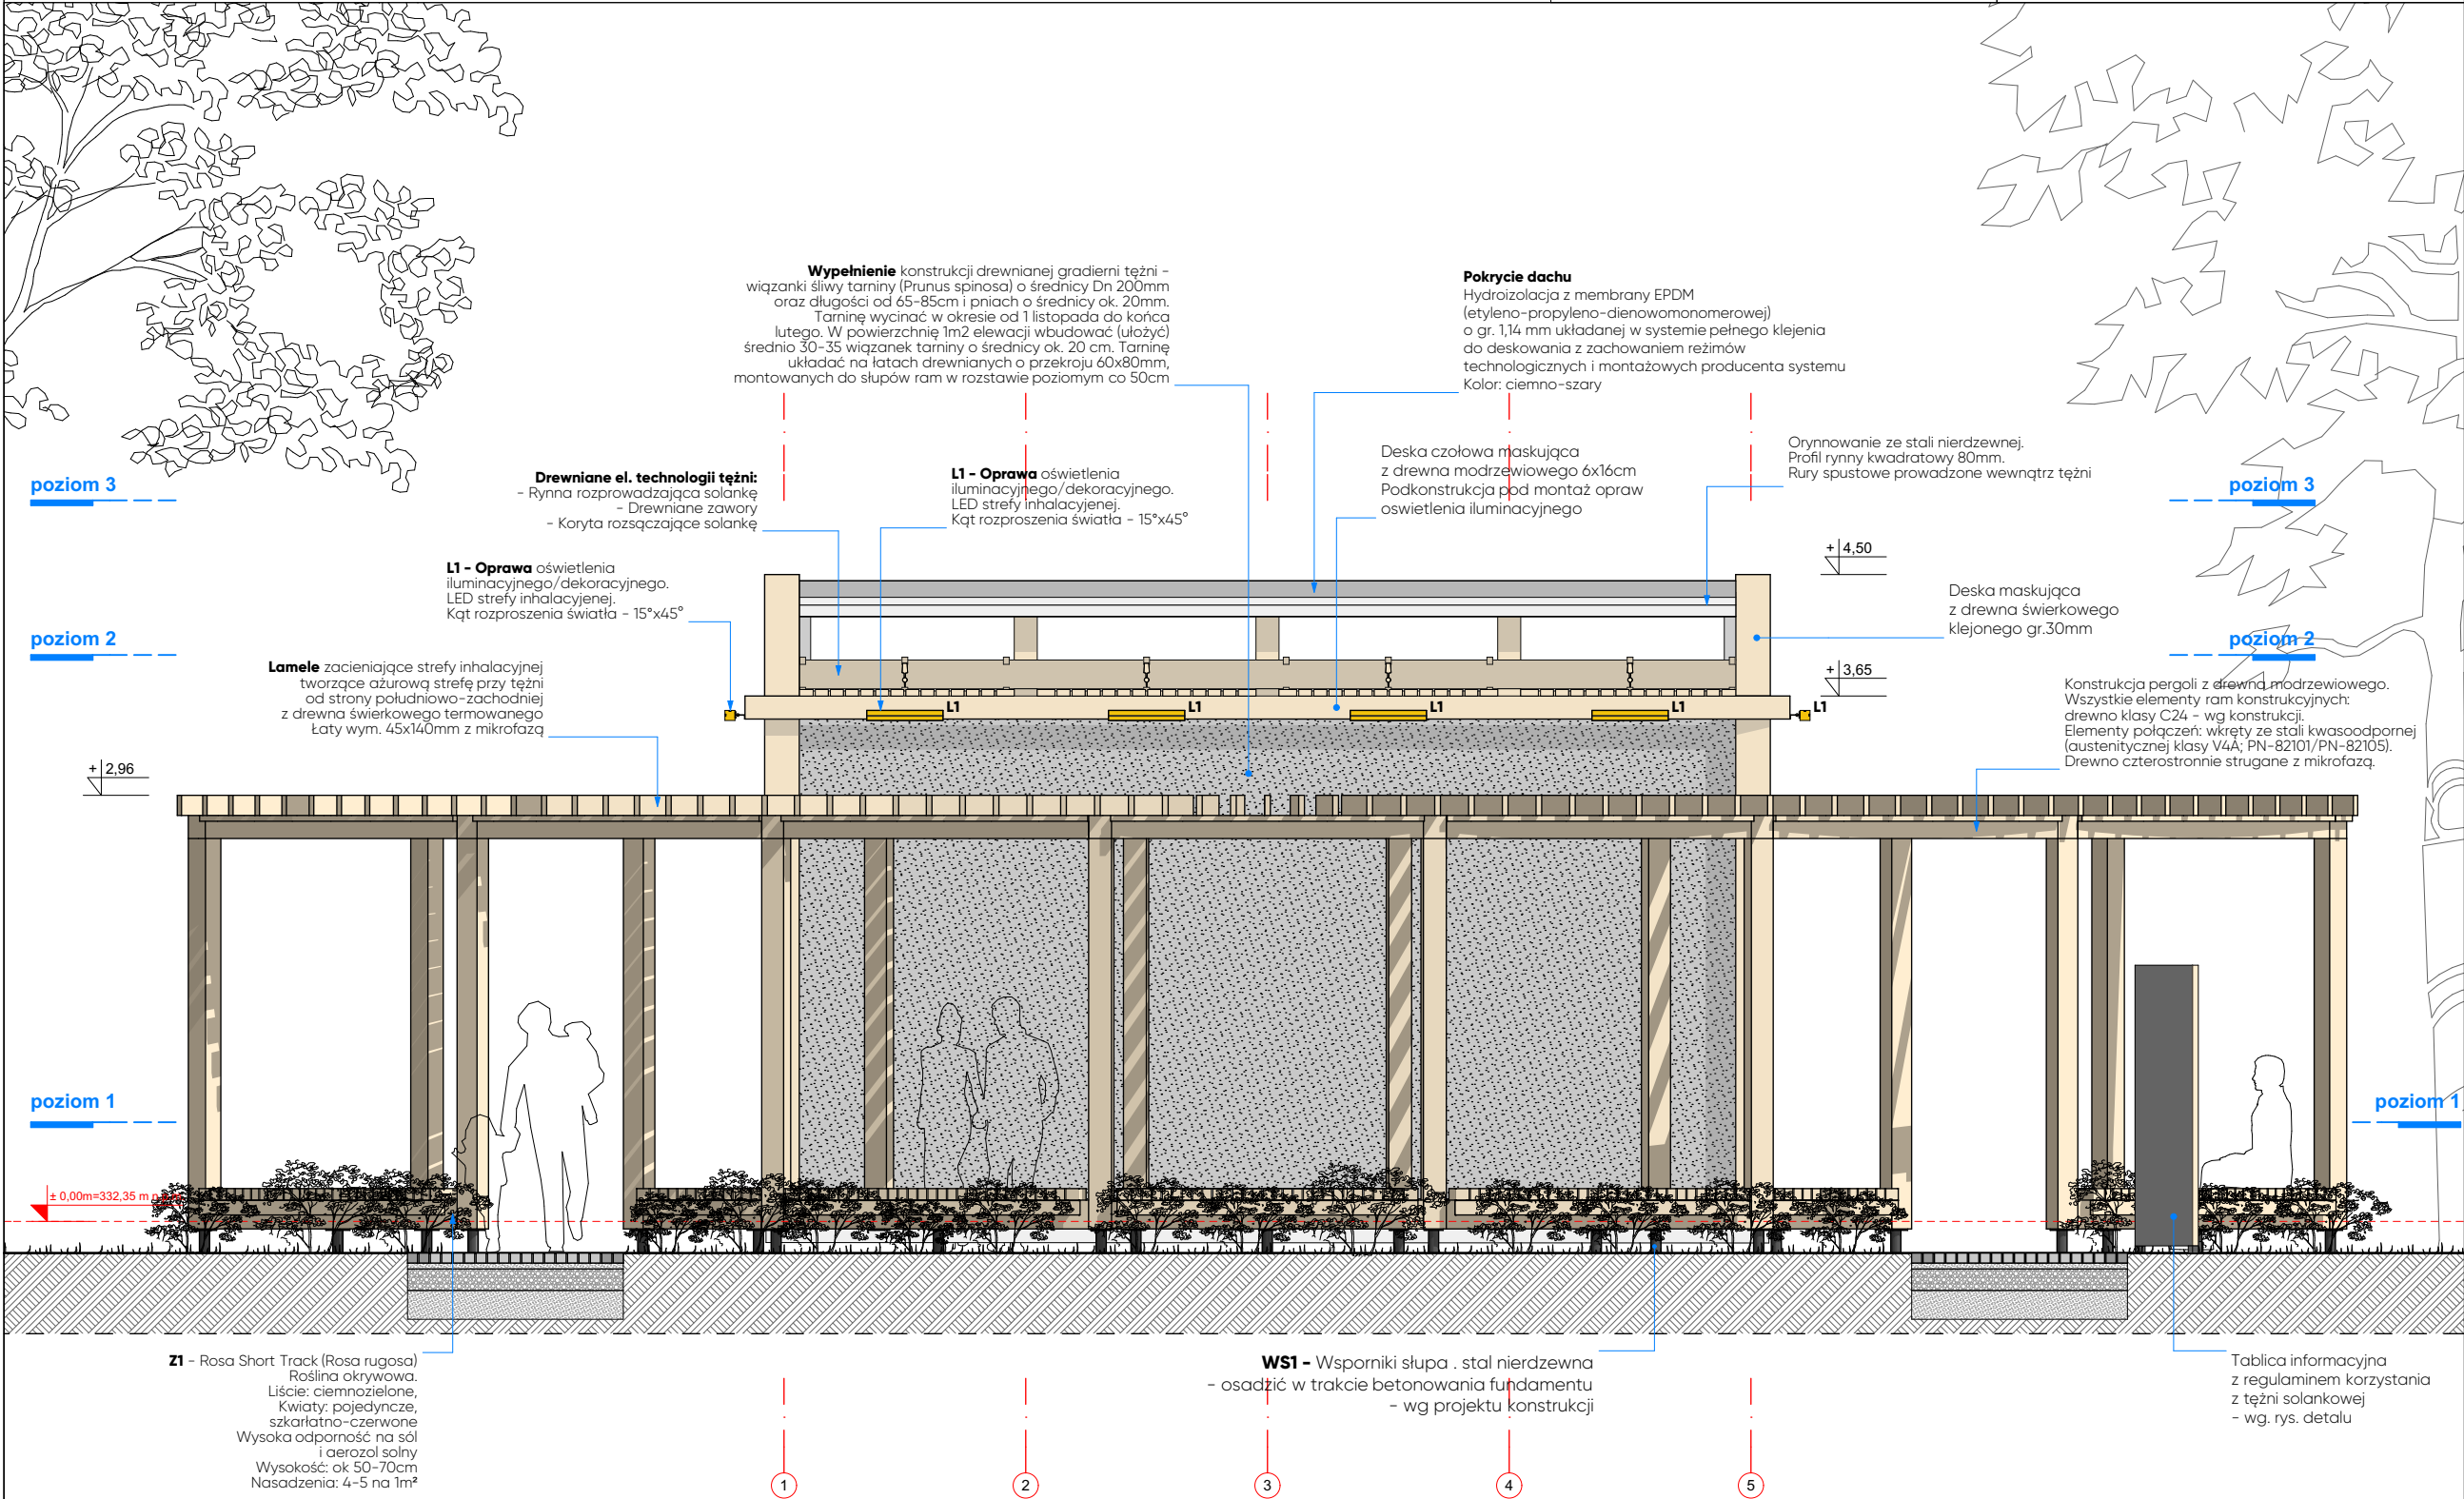 Wypełnienie konstrukcji drewnianej gradierni tężni -
wiązanki śliwy tarniny (Prunus spinosa) o średnicy Dn 200mm
oraz długości od 65-85cm i pniach o średnicy ok. 20mm.
Tarninę wycinać w okresie od 1 listopada do końca
lutego. W powierzchnię 1m2 elewacji wbudować (ułożyć)
średnio 30-35 wiązanek tarniny o średnicy ok. 20 cm. Tarninę
układać na łatach drewnianych o przekroju 60x80mm,
montowanych do słupów ram w rozstawie poziomym co 50cm
Pokrycie dachu
Hydroizolacja z membrany EPDM
(etyleno-propyleno-dienowomonomerowej)
o gr. 1,14 mm układanej w systemie pełnego klejenia
do deskowania z zachowaniem reżimów
technologicznych i montażowych producenta systemu
Kolor: ciemno-szary
Drewniane el. technologii tężni:
- Rynna rozprowadzająca solankę
- Drewniane zawory
- Koryta rozsączające solankę
L1 - Oprawa oświetlenia
iluminacyjnego/dekoracyjnego.
LED strefy inhalacyjenej.
Kąt rozproszenia światła - 15°x45°
Deska czołowa maskująca
z drewna modrzewiowego 6x16cm
Podkonstrukcja pod montaż opraw
oswietlenia iluminacyjnego
Orynnowanie ze stali nierdzewnej.
Profil rynny kwadratowy 80mm.
Rury spustowe prowadzone wewnątrz tężni
poziom 3
poziom 3
+ 4,50
L1 - Oprawa oświetlenia
iluminacyjnego/dekoracyjnego.
LED strefy inhalacyjenej.
Kąt rozproszenia światła - 15°x45°
Deska maskująca
z drewna świerkowego
klejonego gr.30mm
poziom 2
poziom 2
Lamele zacieniające strefy inhalacyjnej
tworzące ażurową strefę przy tężni
od strony południowo-zachodniej
z drewna świerkowego termowanego
Łaty wym. 45x140mm z mikrofazą
+ 3,65
Konstrukcja pergoli z drewna modrzewiowego.
Wszystkie elementy ram konstrukcyjnych:
drewno klasy C24 - wg konstrukcji.
Elementy połączeń: wkręty ze stali kwasoodpornej
(austenitycznej klasy V4A; PN-82101/PN-82105).
Drewno czterostronnie strugane z mikrofazą.
L1 L1 L1 L1 L1
+ 2,96
poziom 1
poziom 1
± 0,00m=332,35 m
Z1 - Rosa Short Track (Rosa rugosa)
Roślina okrywowa.
Liście: ciemnozielone,
Kwiaty: pojedyncze,
szkarłatno-czerwone
Wysoka odporność na sól
i aerozol solny
Wysokość: ok 50-70cm
Nasadzenia: 4-5 na 1m²
WS1 - Wsporniki słupa . stal nierdzewna
- osadzić w trakcie betonowania fundamentu
- wg projektu konstrukcji
Tablica informacyjna
z regulaminem korzystania
z tężni solankowej
- wg. rys. detalu
1 2 3 4 5